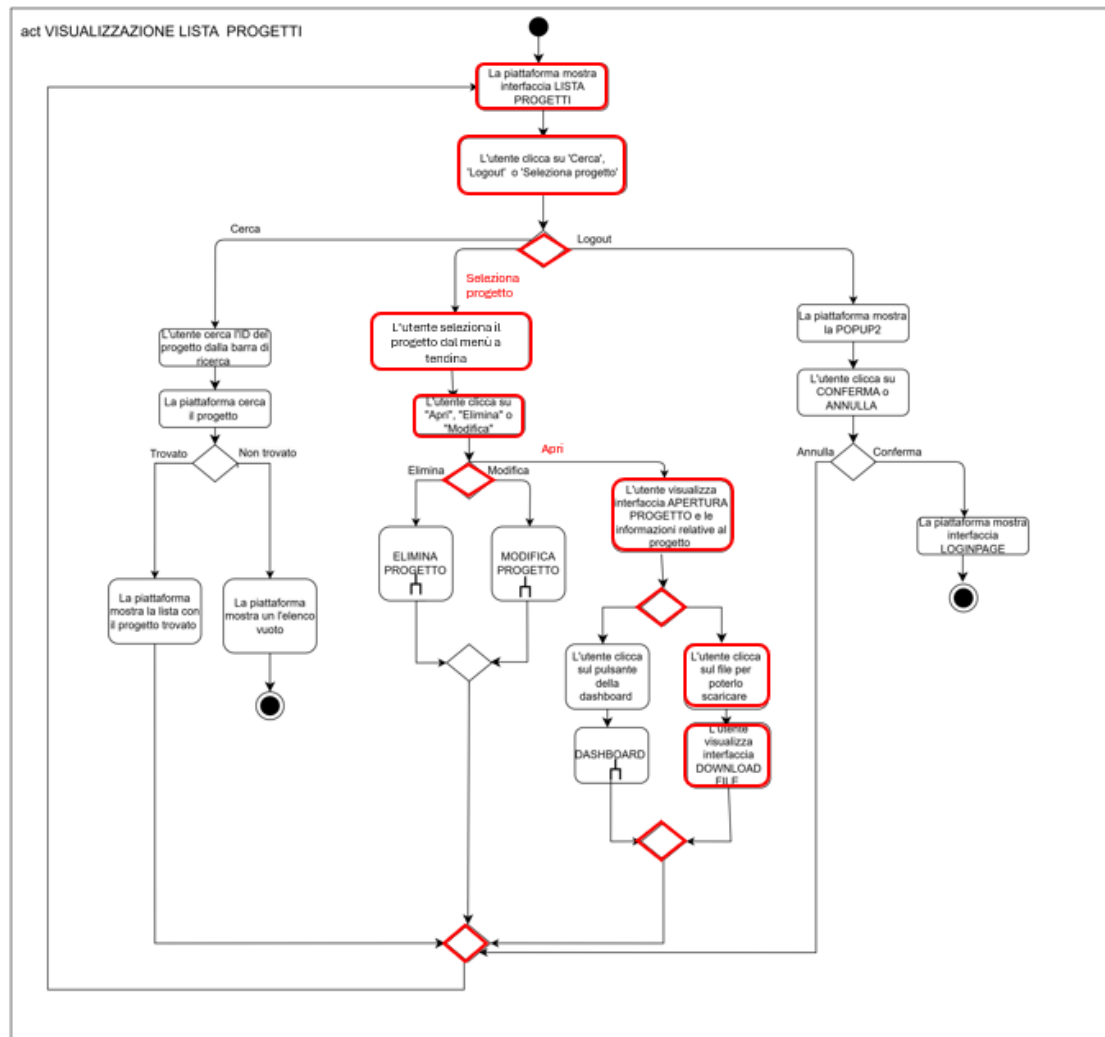 act VISUALIZZAZIONE LISTA PROGETTI
La piattaforma mostra
interfaccia LISTA
PROGETTI
L'utente clicca su 'Cerca',
'Logout' o 'Seleziona progetto'
Cerca
Logout
Seleziona
progetto
L'utente cerca l'ID del
progetto dalla barra di
ricerca
La piattaforma cerca
il progetto
Trovato
Non trovato
La piattaforma
mostra la lista con
il progetto trovato
La piattaforma
mostra un l'elenco
vuoto
L'utente seleziona il
progetto dal menù a
tendina
L'utente clicca su
"Apri", "Elimina" o
"Modifica"
Apri
Elimina
Modifica
ELIMINA
PROGETTO
MODIFICA
PROGETTO
L'utente visualizza
interfaccia APERTURA
PROGETTO e le
informazioni relative al
progetto
L'utente clicca
sul pulsante
della
dashboard
L'utente clicca
sul file per
poterlo
scaricare
DASHBOARD
L'utente
visualizza
interfaccia
DOWNLOAD
FILE
La piattaforma mostra
la POPUP2
L'utente clicca su
CONFERMA o
ANNULLA
Annulla
Conferma
La piattaforma mostra
interfaccia
LOGINPAGE